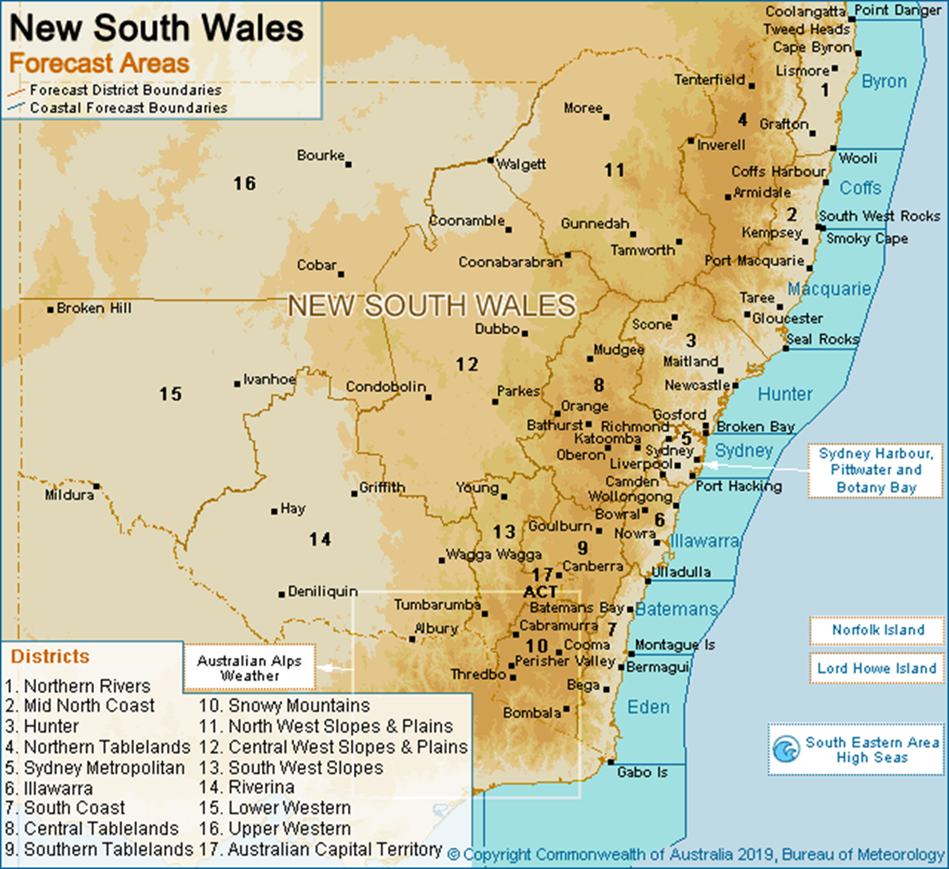 New South Wales
Forecast Areas
Forecast District Boundaries
Coastal Forecast Boundaries
Coolangatta
Point Danger
Tweed Heads
Cape Byron
Tenterfield
Lismore
1
Byron
Moree
4
Grafton
Inverell
Bourke
Walgett
Wooli
16
11
Coffs Harbour
Coffs
Armidale
Coonamble
Gunnedah
2
South West Rocks
Kempsey
Smoky Cape
Tamworth
Coonabarabran
Port Macquarie
Cobar
Macquarie
Broken Hill
NEW SOUTH WALES
Taree
Gloucester
Scone
Dubbo
3
Seal Rocks
Mudgee
Maitland
12
Ivanhoe
Condobolin
8
Newcastle
15
Parkes
Hunter
Orange
Gosford
Bathurst
Richmond
Broken Bay
Katoomba
5
Oberon
Sydney
Sydney
Sydney Harbour,
Pittwater and
Botany Bay
Liverpool
Mildura
Griffith
Young
Camden
Port Hacking
Wollongong
Hay
Bowral
6
14
13
Goulburn
Nowra
Illawarra
9
Wagga Wagga
17
Canberra
Ulladulla
Deniliquin
ACT
Tumbarumba
Batemans Bay
Batemans
Albury
Cabramurra
7
Norfolk Island
10
Cooma
Montague Is
Perisher Valley
Bermagui
Lord Howe Island
Australian Alps
Weather
Thredbo
Bega
Eden
Bombala
South Eastern Area
High Seas
Gabo Is
Districts
1. Northern Rivers
2. Mid North Coast
3. Hunter
4. Northern Tablelands
5. Sydney Metropolitan
6. Illawarra
7. South Coast
8. Central Tablelands
9. Southern Tablelands
10. Snowy Mountains
11. North West Slopes & Plains
12. Central West Slopes & Plains
13. South West Slopes
14. Riverina
15. Lower Western
16. Upper Western
17. Australian Capital Territory
© Copyright Commonwealth of Australia 2019, Bureau of Meteorology